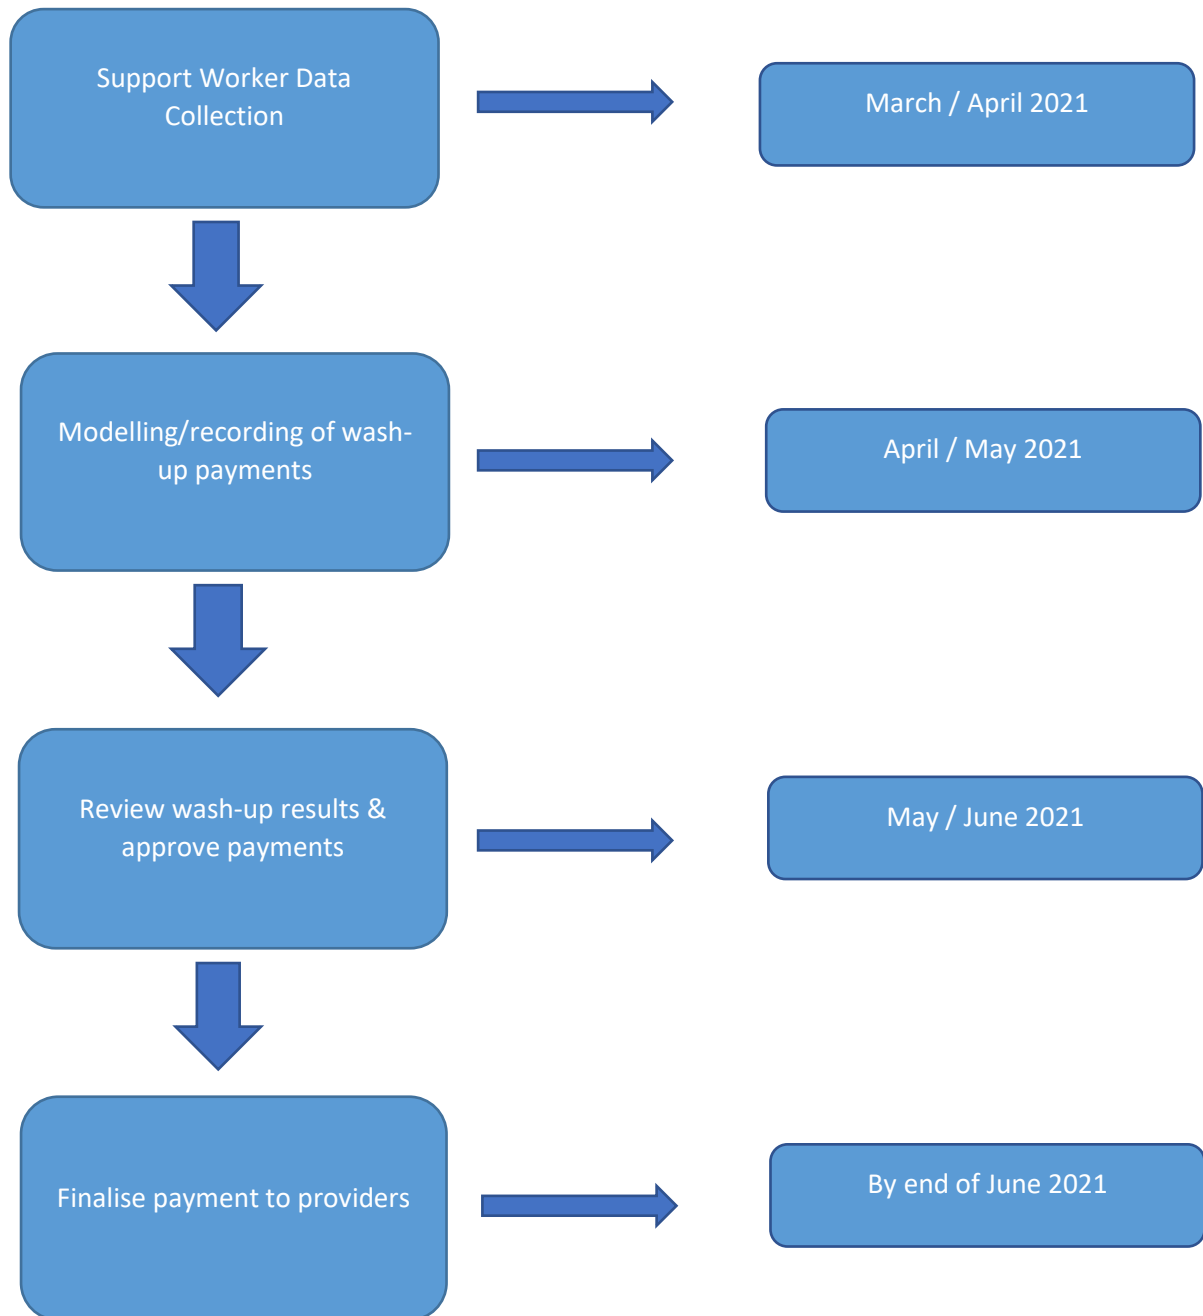 Support Worker Data
Collection
March / April 2021
Modelling/recording of wash-
up payments
April / May 2021
Review wash-up results &
approve payments
May / June 2021
Finalise payment to providers
By end of June 2021